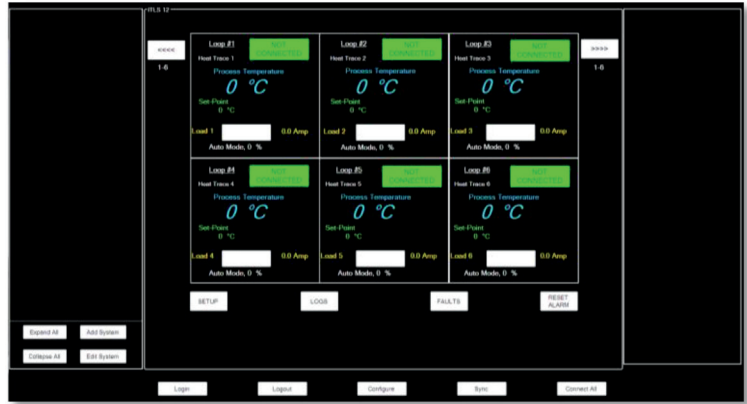 ITLS 12
<<<<
1-6
>>>>
1-6
Loop #1
NOT CONNECTED
Heat Trace 1
Process Temperature
0 °C
Set-Point
0 °C
Load 1
0.0 Amp
Auto Mode, 0 %
Loop #2
NOT CONNECTED
Heat Trace 2
Process Temperature
0 °C
Set-Point
0 °C
Load 2
0.0 Amp
Auto Mode, 0 %
Loop #3
NOT CONNECTED
Heat Trace 3
Process Temperature
0 °C
Set-Point
0 °C
Load 3
0.0 Amp
Auto Mode, 0 %
Loop #4
NOT CONNECTED
Heat Trace 4
Process Temperature
0 °C
Set-Point
0 °C
Load 4
0.0 Amp
Auto Mode, 0 %
Loop #5
NOT CONNECTED
Heat Trace 5
Process Temperature
0 °C
Set-Point
0 °C
Load 5
0.0 Amp
Auto Mode, 0 %
Loop #6
NOT CONNECTED
Heat Trace 6
Process Temperature
0 °C
Set-Point
0 °C
Load 6
0.0 Amp
Auto Mode, 0 %
SETUP
LOGS
FAULTS
RESET
ALARM
Expand All
Add System
Collapse All
Edit System
Login
Logout
Configure
Sync
Connect All